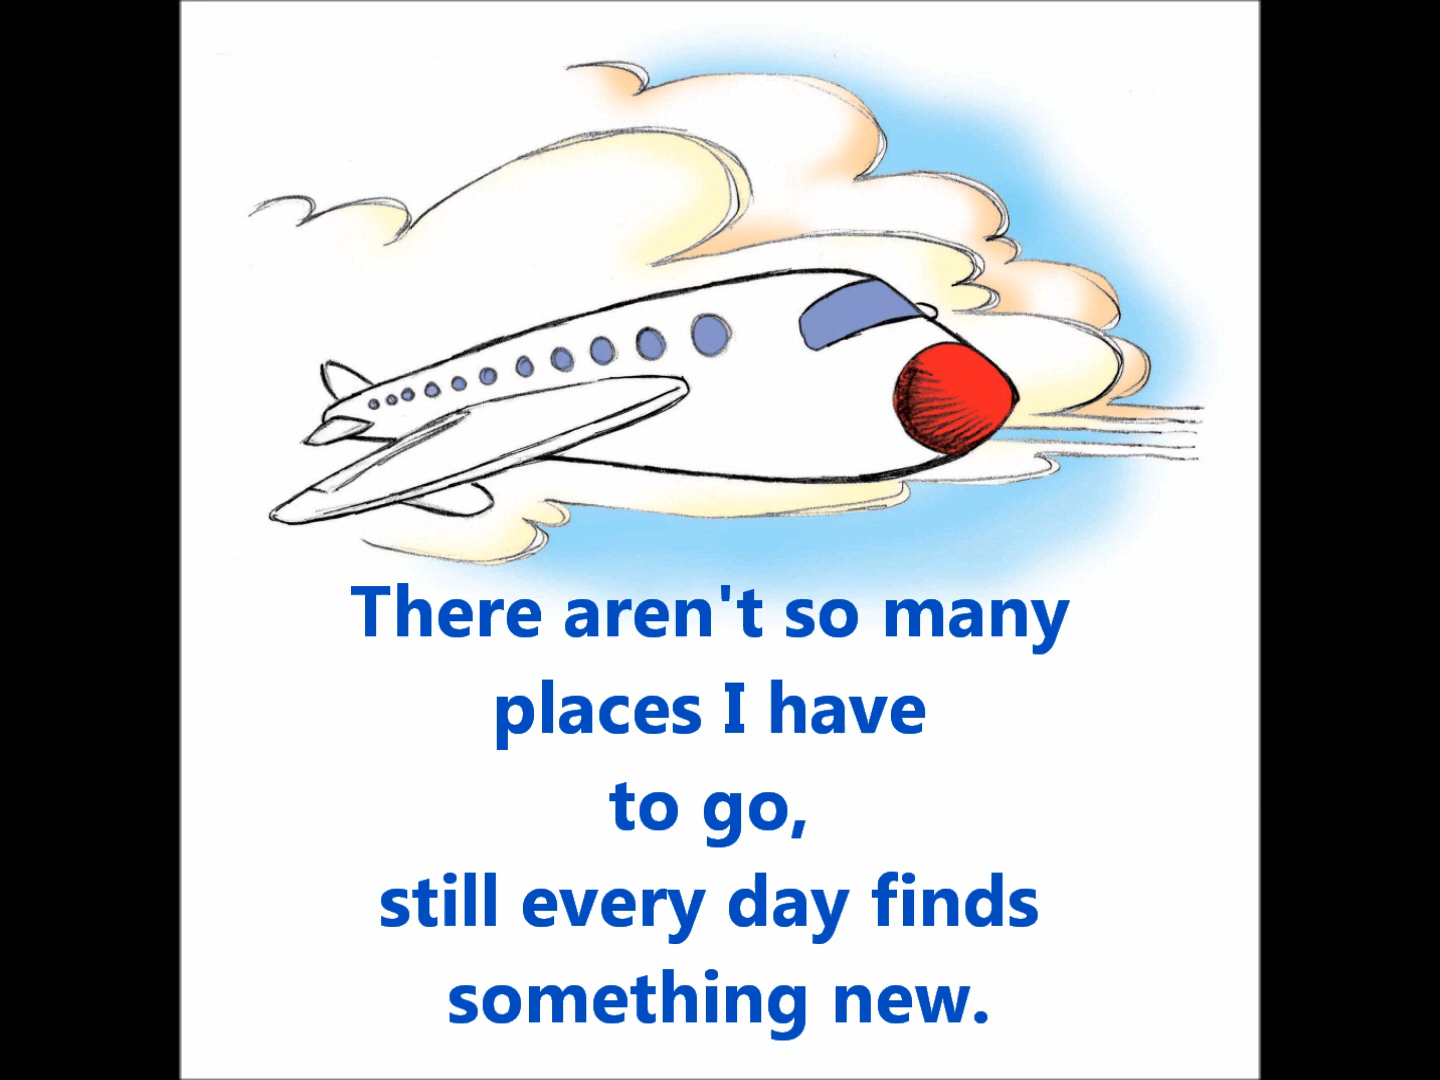 There aren't so many
places I have
to go,
still every day finds
something new.